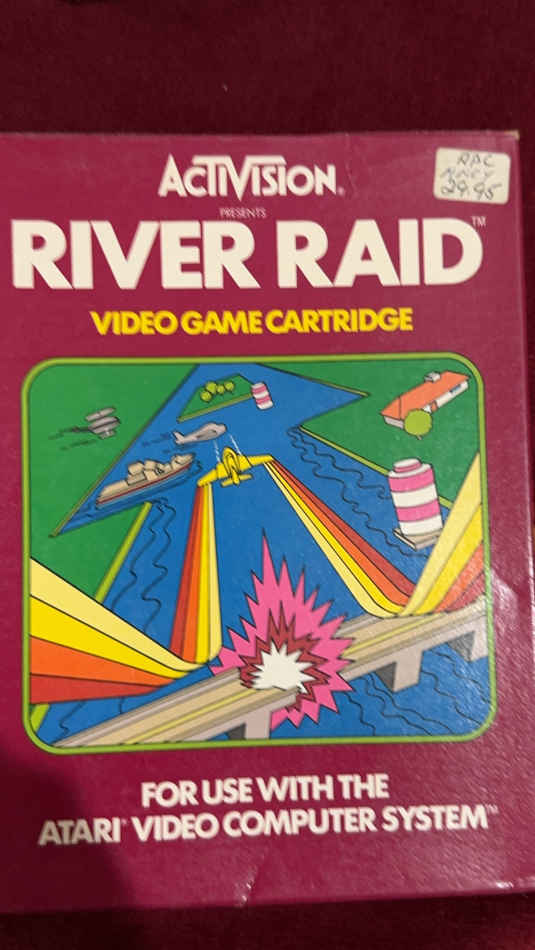 ACTIVISION®
PRESENTS
RIVER RAID™
VIDEO GAME CARTRIDGE
29.95
FOR USE WITH THE
ATARI® VIDEO COMPUTER SYSTEM™